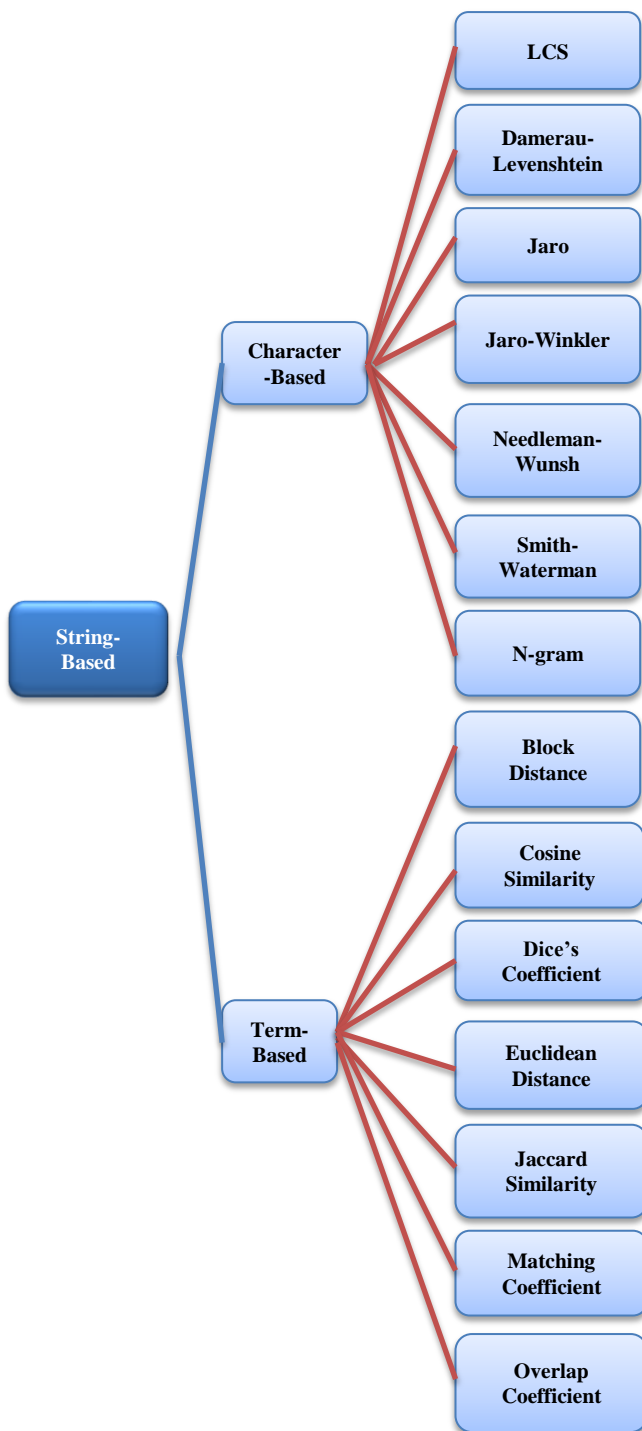 LCS
Damerau-
Levenshtein
Jaro
Jaro-Winkler
Character
-Based
Needleman-
Wunsh
Smith-
Waterman
String-
Based
N-gram
Block
Distance
Cosine
Similarity
Dice’s
Coefficient
Term-
Based
Euclidean
Distance
Jaccard
Similarity
Matching
Coefficient
Overlap
Coefficient